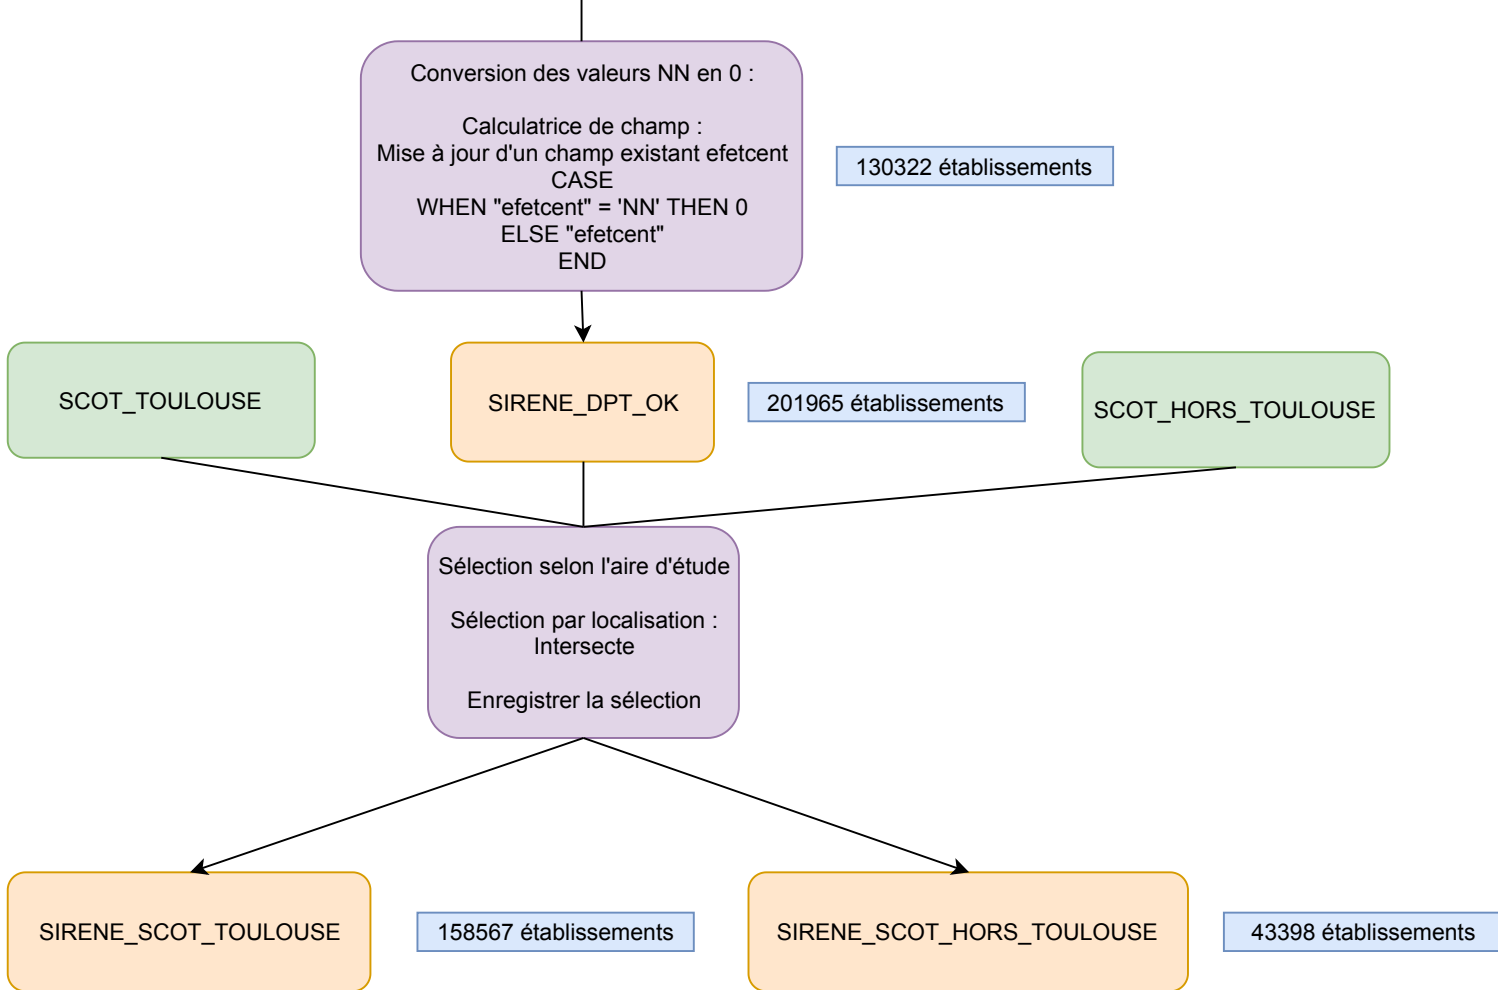 Conversion des valeurs NN en 0 :
Calculatrice de champ :
Mise à jour d'un champ existant efetcent
CASE
WHEN "efetcent" = 'NN' THEN 0
ELSE "efetcent"
END
130322 établissements
SCOT_TOULOUSE
SIRENE_DPT_OK
201965 établissements
SCOT_HORS_TOULOUSE
Sélection selon l'aire d'étude
Sélection par localisation :
Intersecte
Enregistrer la sélection
SIRENE_SCOT_TOULOUSE
158567 établissements
SIRENE_SCOT_HORS_TOULOUSE
43398 établissements